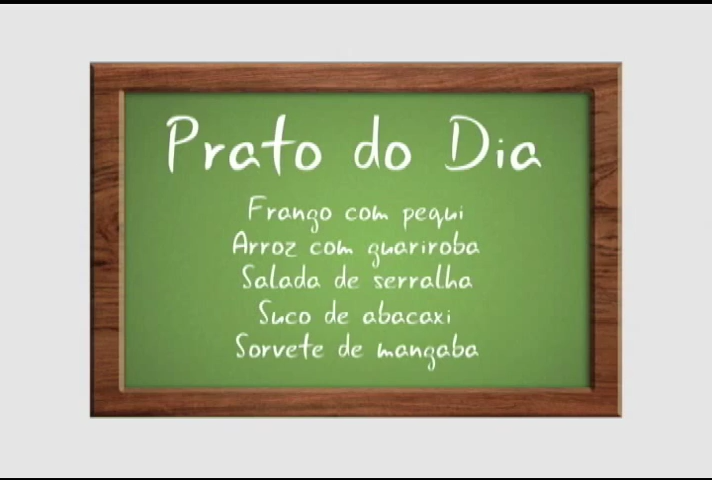 Prato do Dia
Frango com pequi
Arroz com guariroba
Salada de serralha
Suco de abacaxi
Sorvete de mangaba